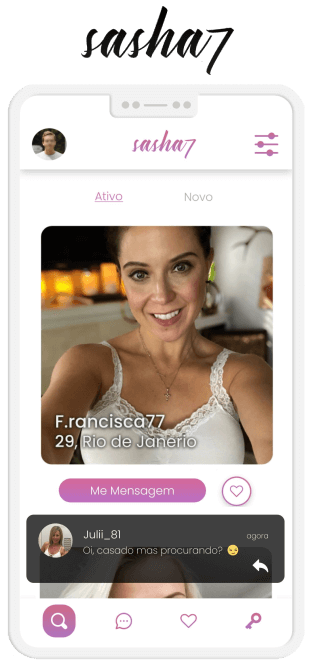 sasha7
sasha7
Ativo Novo
F.rancisca77
29, Rio de Janerio
Me Mensagem
Julii_81 agora
Oi, casado mas procurando? 😏